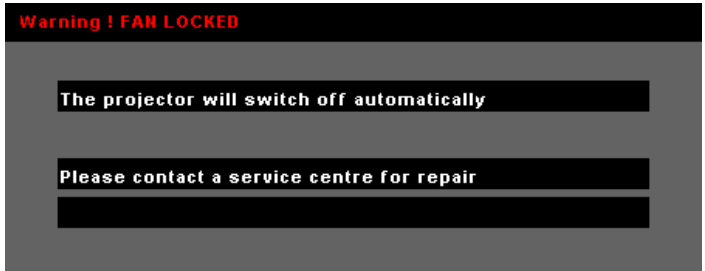 Warning ! FAN LOCKED
The projector will switch off automatically
Please contact a service centre for repair